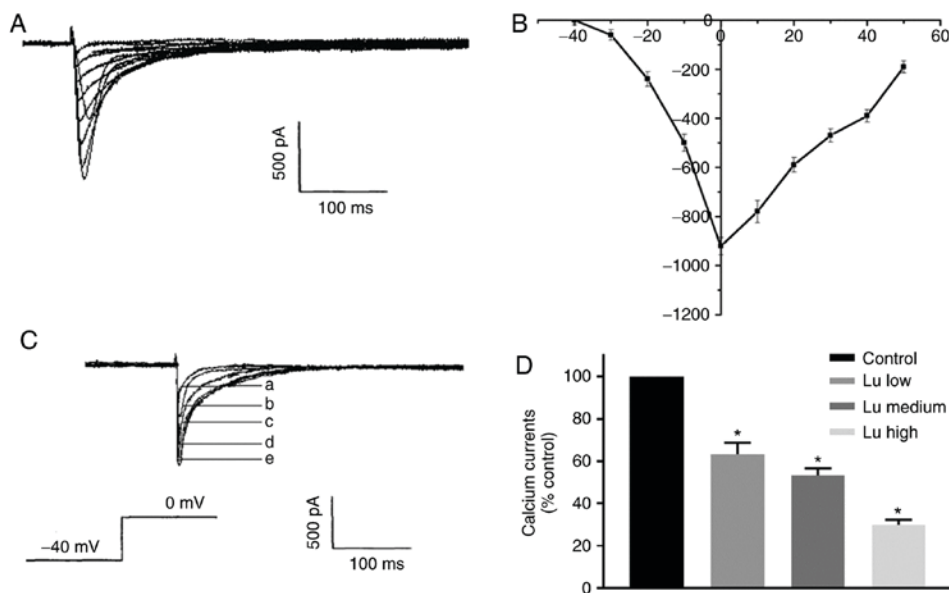 A
500 pA
100 ms
B
−40 −20 0 20 40 60
0
−200
−400
−600
−800
−1000
−1200
C
a
b
c
d
e
0 mV
−40 mV
500 pA
100 ms
D
Control
Lu low
Lu medium
Lu high
Calcium currents
(% control)
100
80
60
40
20
0
*
*
*